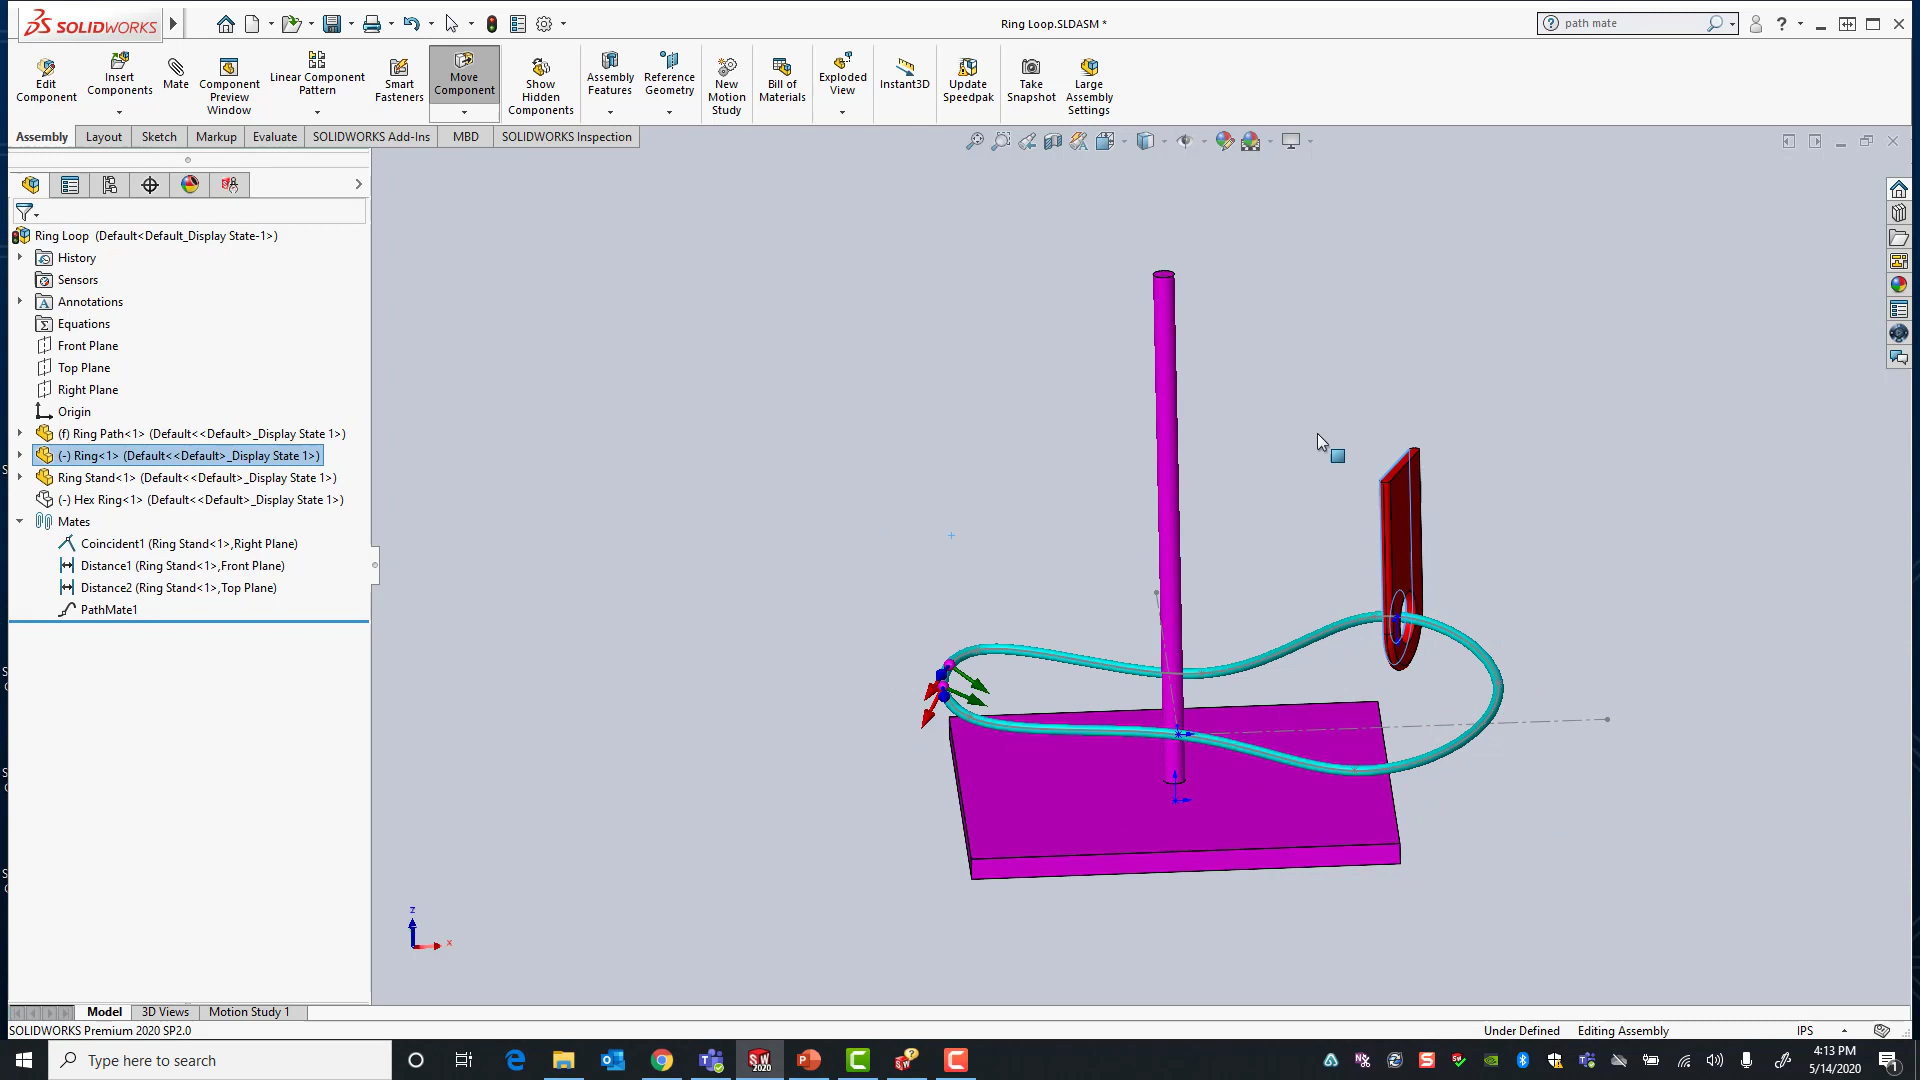 SOLIDWORKS
Ring Loop.SLDASM *
path mate
Edit Component
Insert Components
Mate
Component Preview Window
Linear Component Pattern
Smart Fasteners
Move Component
Show Hidden Components
Assembly Features
Reference Geometry
New Motion Study
Bill of Materials
Exploded View
Instant3D
Update Speedpak
Take Snapshot
Large Assembly Settings
Assembly
Layout
Sketch
Markup
Evaluate
SOLIDWORKS Add-Ins
MBD
SOLIDWORKS Inspection
Ring Loop (Default<Default_Display State-1>)
History
Sensors
Annotations
Equations
Front Plane
Top Plane
Right Plane
Origin
(f) Ring Path<1> (Default<<Default>_Display State 1>)
(-) Ring<1> (Default<<Default>_Display State 1>)
Ring Stand<1> (Default<<Default>_Display State 1>)
(-) Hex Ring<1> (Default<<Default>_Display State 1>)
Mates
Coincident1 (Ring Stand<1>,Right Plane)
Distance1 (Ring Stand<1>,Front Plane)
Distance2 (Ring Stand<1>,Top Plane)
PathMate1
z
x
Model
3D Views
Motion Study 1
SOLIDWORKS Premium 2020 SP2.0
Under Defined
Editing Assembly
IPS
Type here to search
4:13 PM
5/14/2020